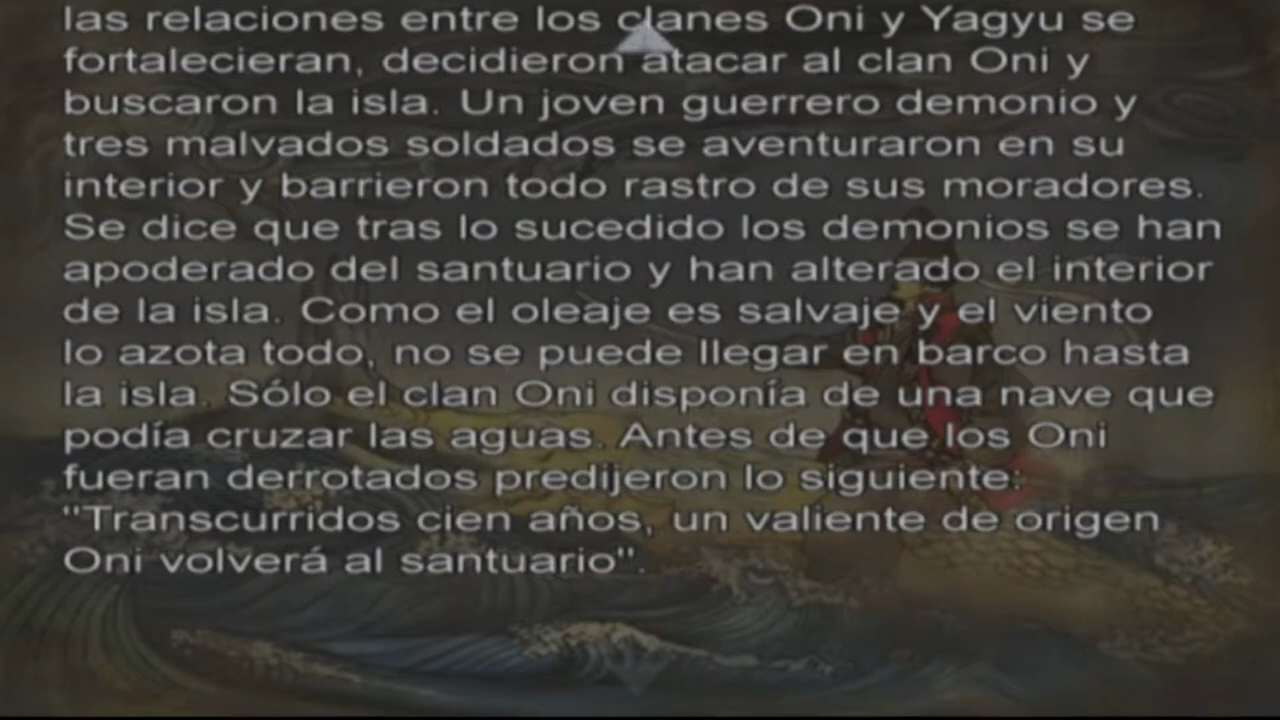 las relaciones entre los clanes Oni y Yagyu se
fortalecieran, decidieron atacar al clan Oni y
buscaron la isla. Un joven guerrero demonio y
tres malvados soldados se aventuraron en su
interior y barrieron todo rastro de sus moradores.
Se dice que tras lo sucedido los demonios se han
apoderado del santuario y han alterado el interior
de la isla. Como el oleaje es salvaje y el viento
lo azota todo, no se puede llegar en barco hasta
la isla. Sólo el clan Oni disponía de una nave que
podía cruzar las aguas. Antes de que los Oni
fueran derrotados predijeron lo siguiente:
"Transcurridos cien años, un valiente de origen
Oni volverá al santuario".